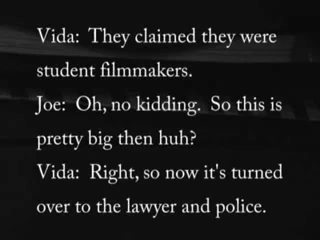 Vida:  They claimed they were
student filmmakers.
Joe:  Oh, no kidding.  So this is
pretty big then huh?
Vida:  Right, so now it's turned
over to the lawyer and police.